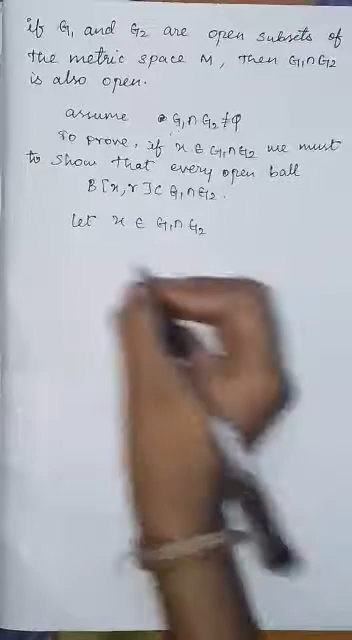 if G₁ and G₂ are open subsets of
the metric space M, then G₁∩G₂
is also open.
assume G₁∩G₂≠φ
To prove, if x ∈ G₁∩G₂ we must
to show that every open ball
B[x,r]⊂ G₁∩G₂.
let x ∈ G₁∩G₂